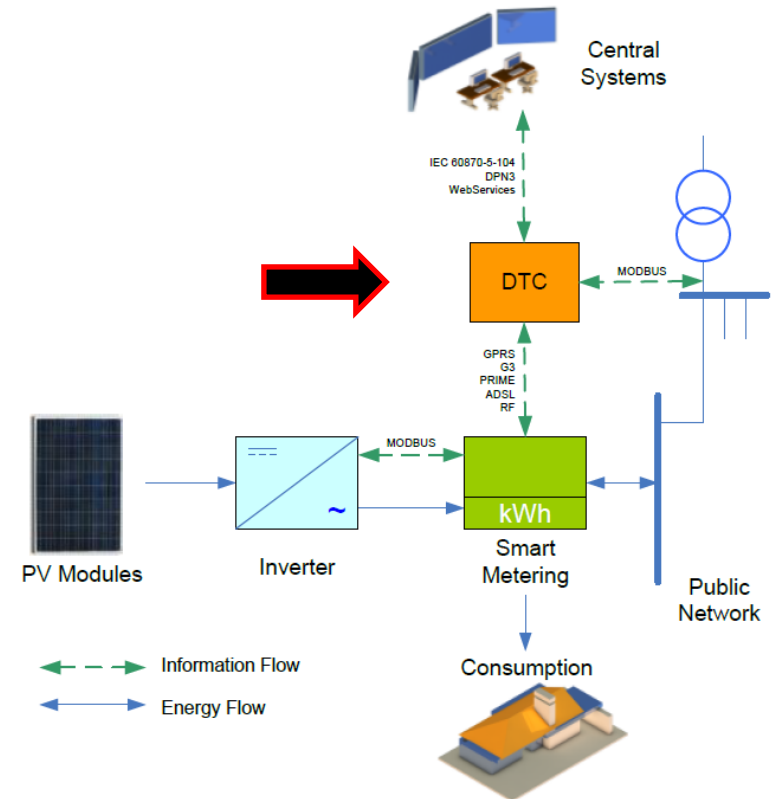 Central
Systems
IEC 60870-5-104
DPN3
WebServices
DTC
MODBUS
GPRS
G3
PRIME
ADSL
RF
MODBUS
~
kWh
PV Modules
Inverter
Smart
Metering
Public
Network
Information Flow
Energy Flow
Consumption